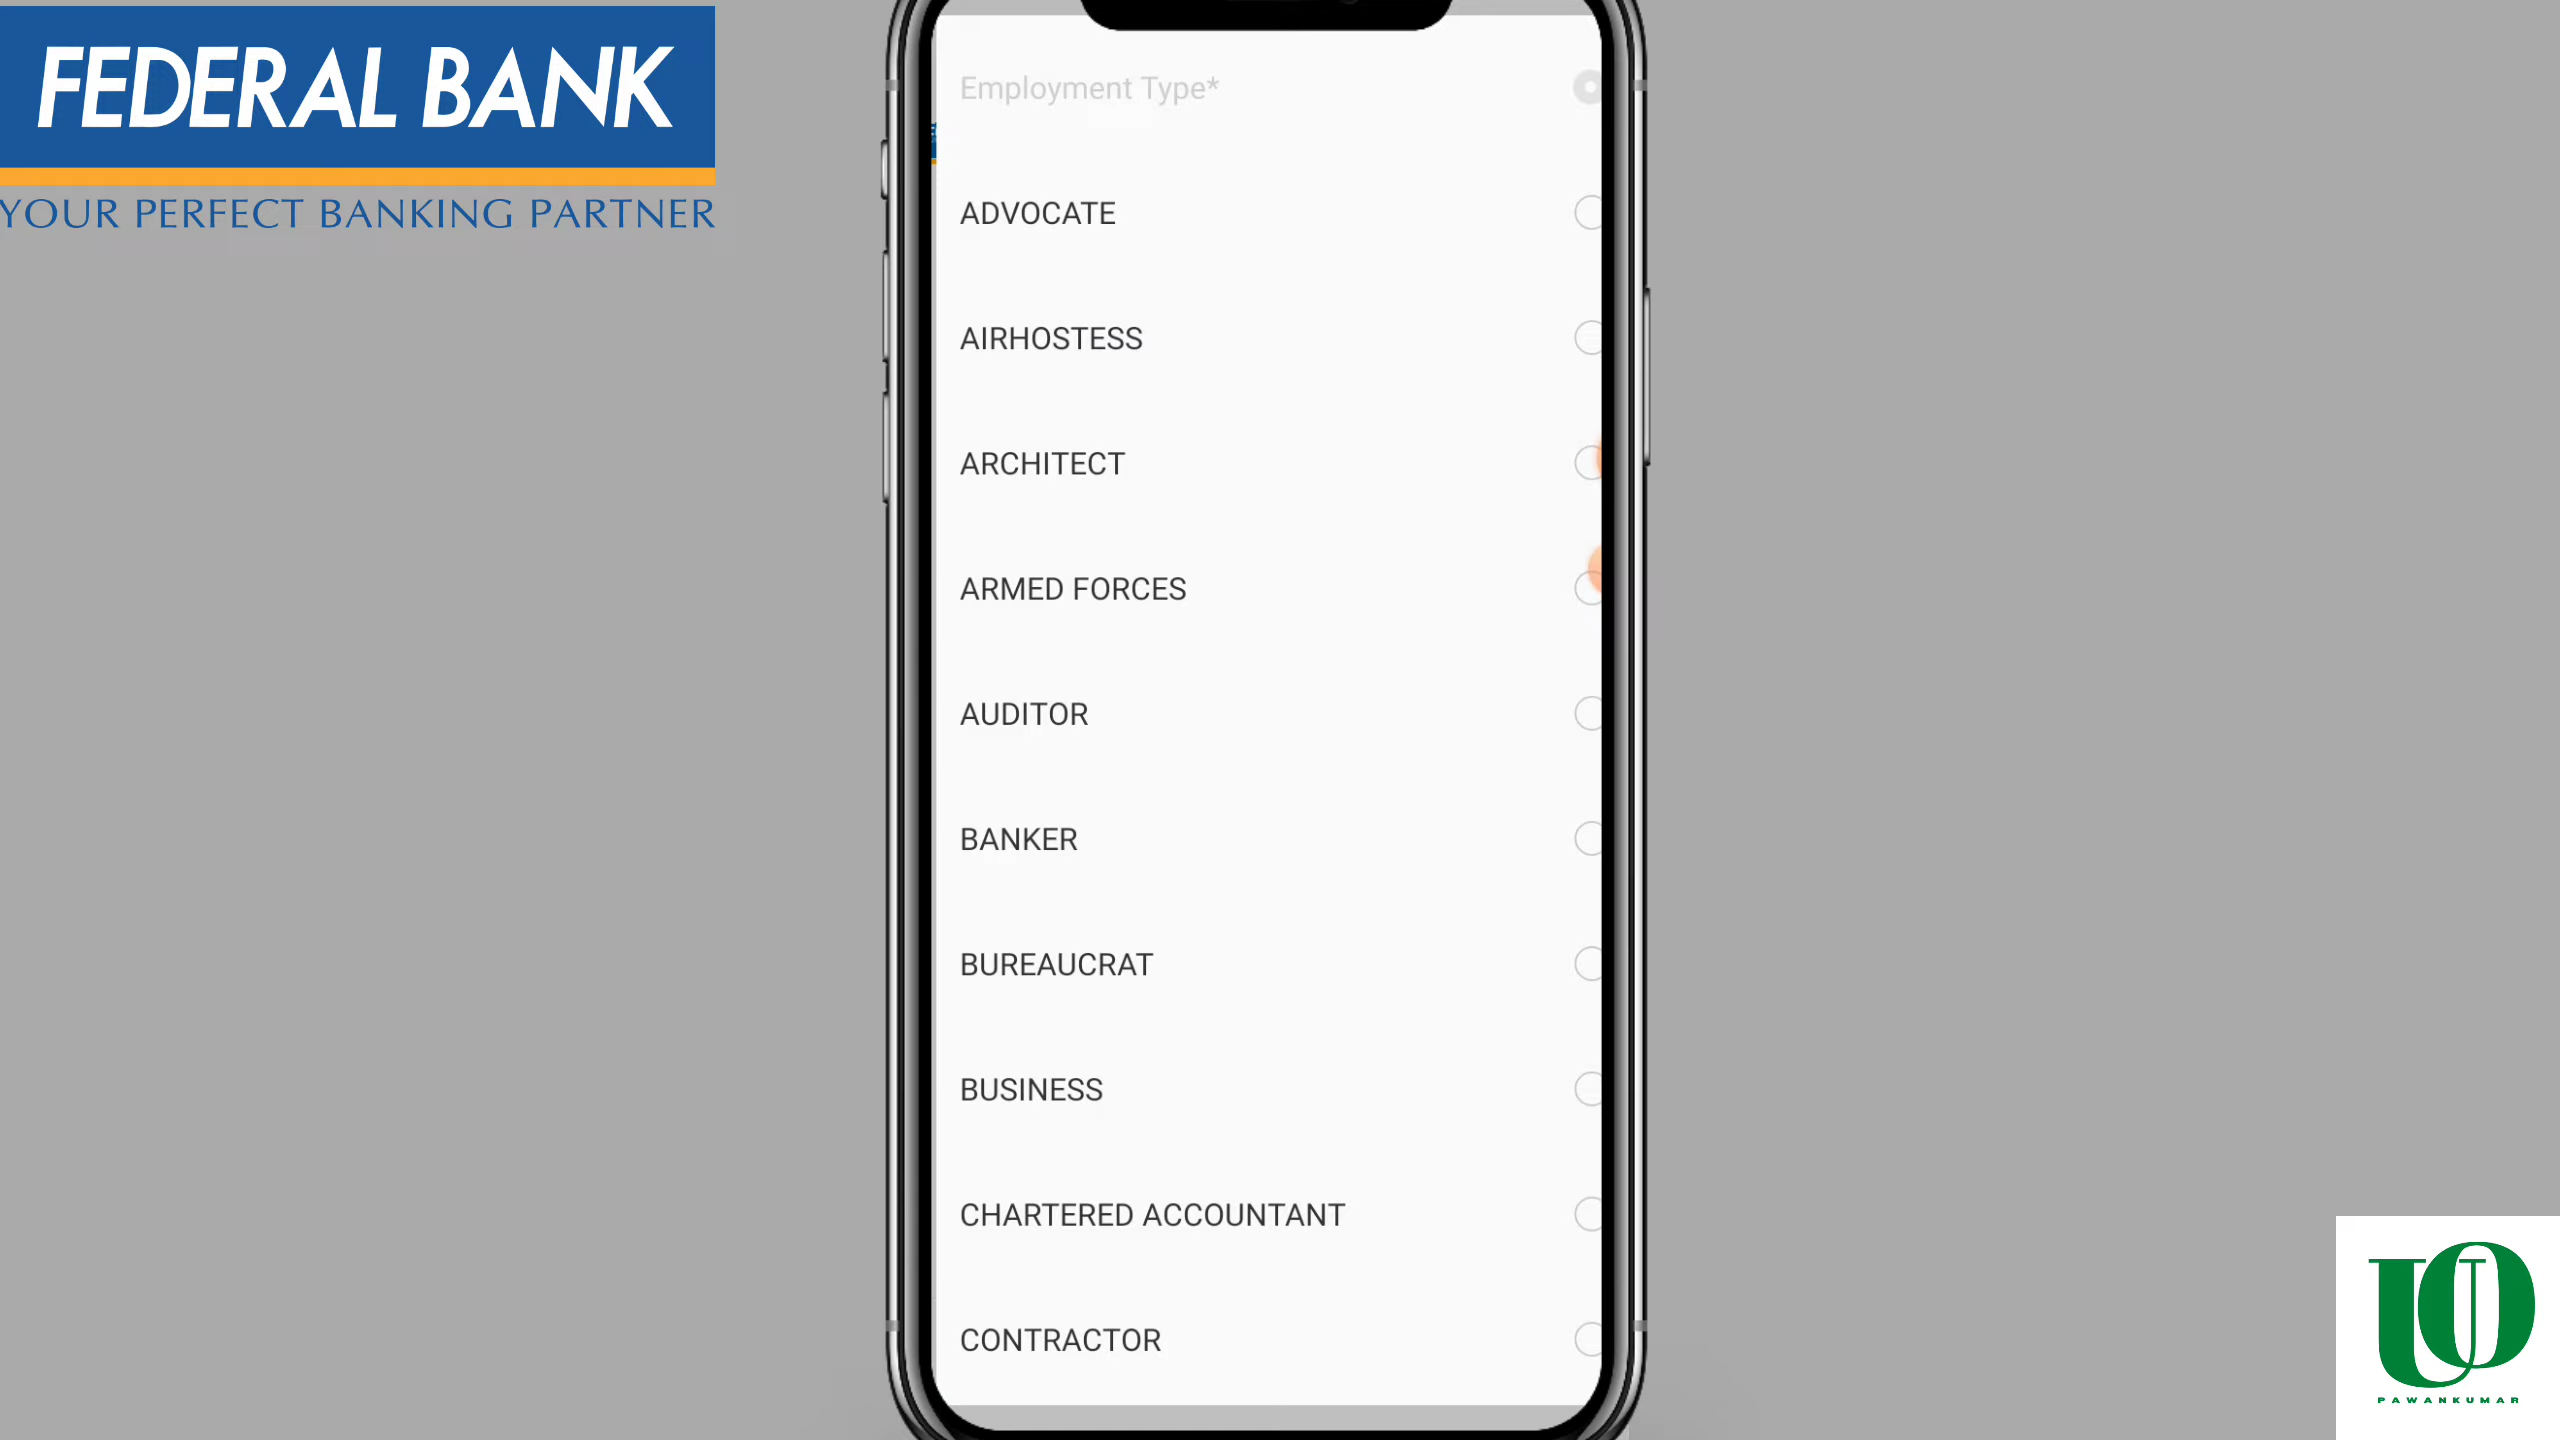 FEDERAL BANK
YOUR PERFECT BANKING PARTNER
Employment Type*
ADVOCATE
AIRHOSTESS
ARCHITECT
ARMED FORCES
AUDITOR
BANKER
BUREAUCRAT
BUSINESS
CHARTERED ACCOUNTANT
CONTRACTOR
UO
PAWANKUMAR